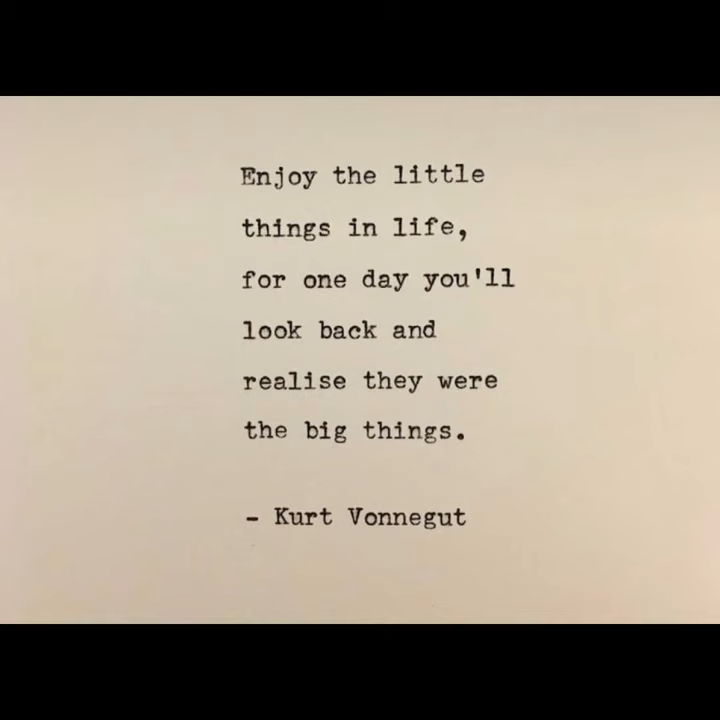 Enjoy the little
things in life,
for one day you'll
look back and
realise they were
the big things.
- Kurt Vonnegut